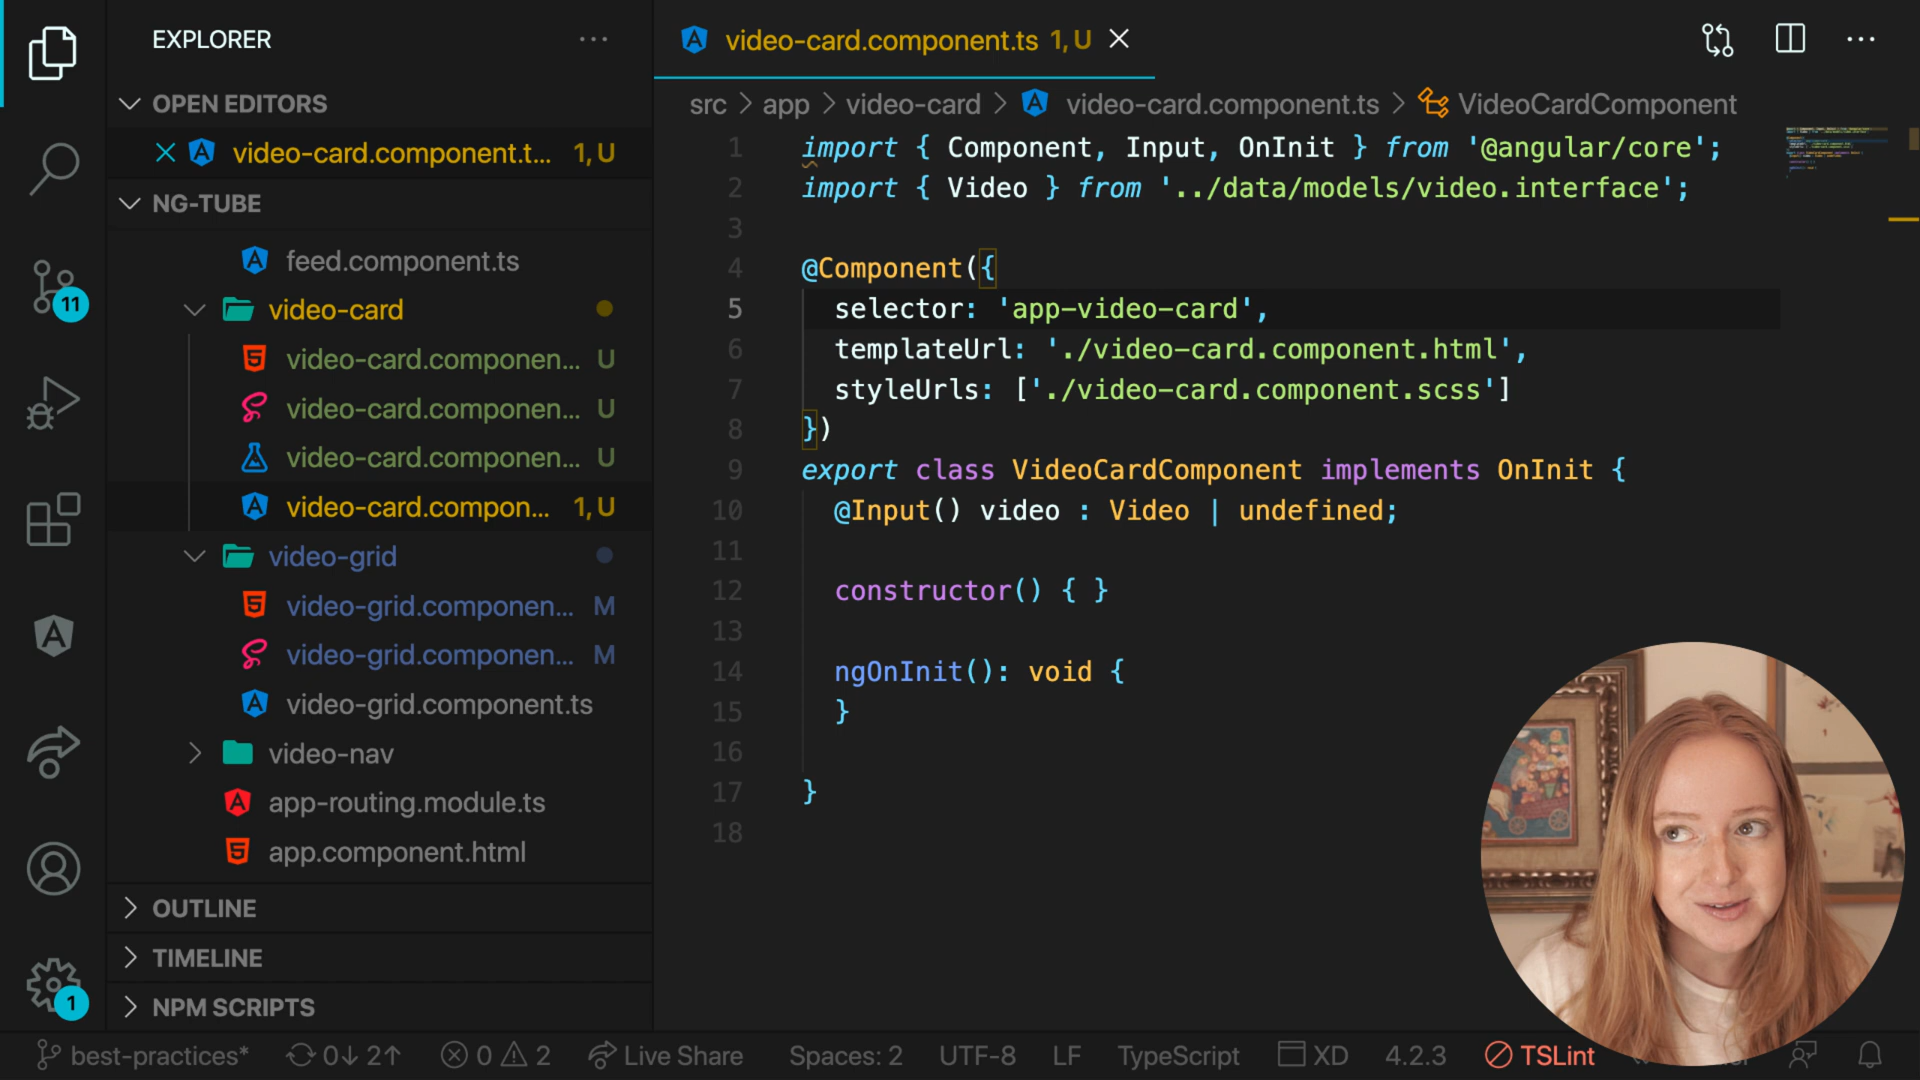 EXPLORER
OPEN EDITORS
video-card.component.t... 1, U
NG-TUBE
feed.component.ts
video-card
video-card.componen... U
video-card.componen... U
video-card.componen... U
video-card.compon... 1, U
video-grid
video-grid.componen... M
video-grid.componen... M
video-grid.component.ts
video-nav
app-routing.module.ts
app.component.html
OUTLINE
TIMELINE
NPM SCRIPTS
11
1
video-card.component.ts 1, U
src > app > video-card > video-card.component.ts > VideoCardComponent
1 import { Component, Input, OnInit } from '@angular/core';
2 import { Video } from '../data/models/video.interface';
3
4 @Component({
5 selector: 'app-video-card',
6 templateUrl: './video-card.component.html',
7 styleUrls: ['./video-card.component.scss']
8 })
9 export class VideoCardComponent implements OnInit {
10 @Input() video : Video | undefined;
11
12 constructor() { }
13
14 ngOnInit(): void {
15 }
16
17 }
18
best-practices* 0↓ 2↑ 0 2 Live Share Spaces: 2 UTF-8 LF TypeScript XD 4.2.3 TSLint